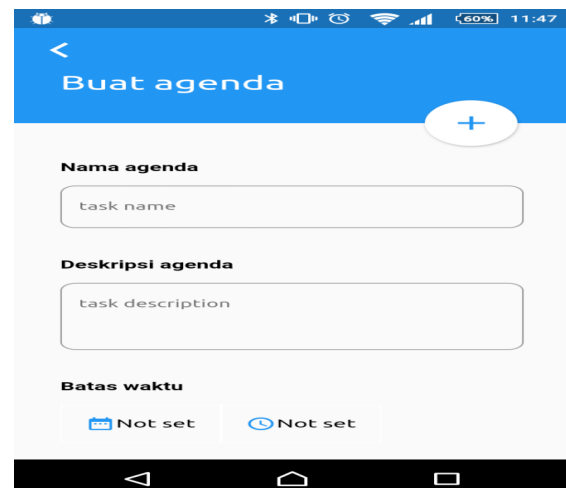 60% 11:47
Buat agenda
Nama agenda
task name
Deskripsi agenda
task description
Batas waktu
Not set Not set